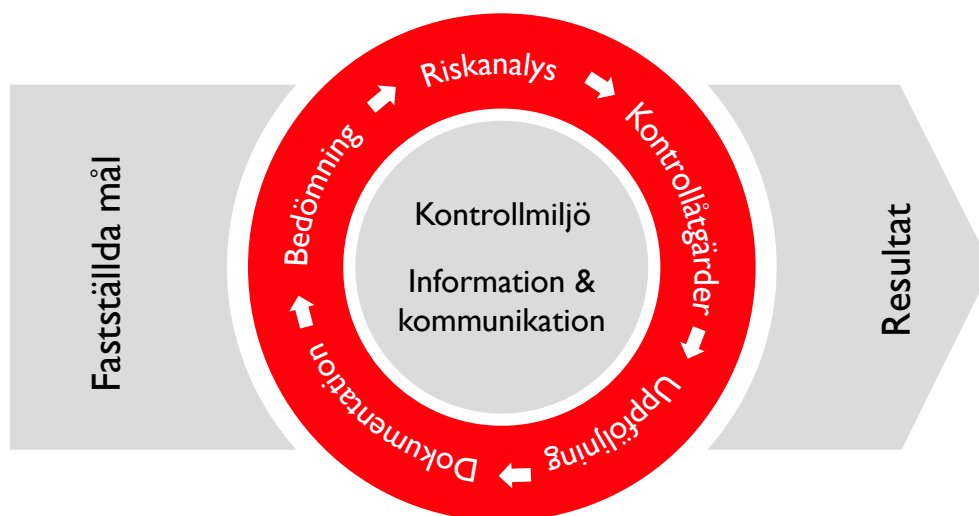 Fastställda mål
Riskanalys
Kontrollåtgärder
Uppföljning
Dokumentation
Bedömning
Kontrollmiljö
Information &
kommunikation
Resultat